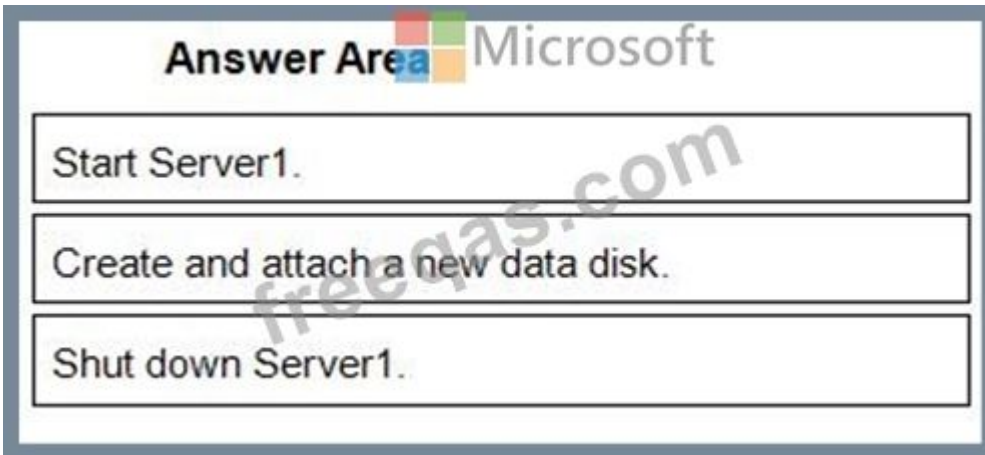 Answer Area Microsoft
Start Server1.
Create and attach a new data disk.
Shut down Server1.
freeqas.com